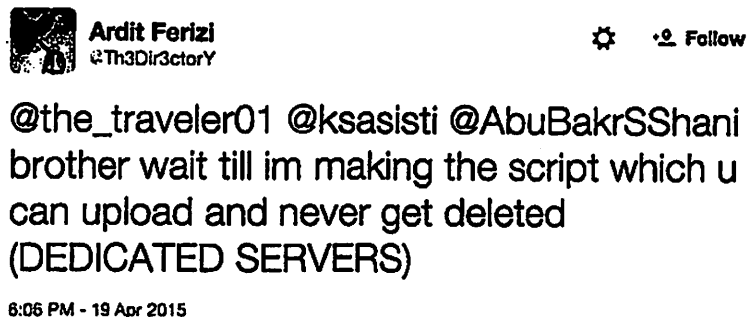 Ardit Ferizi
@Th3Dir3ctorY
Follow
@the_traveler01 @ksasisti @AbuBakrSShani
brother wait till im making the script which u
can upload and never get deleted
(DEDICATED SERVERS)
6:06 PM - 19 Apr 2015